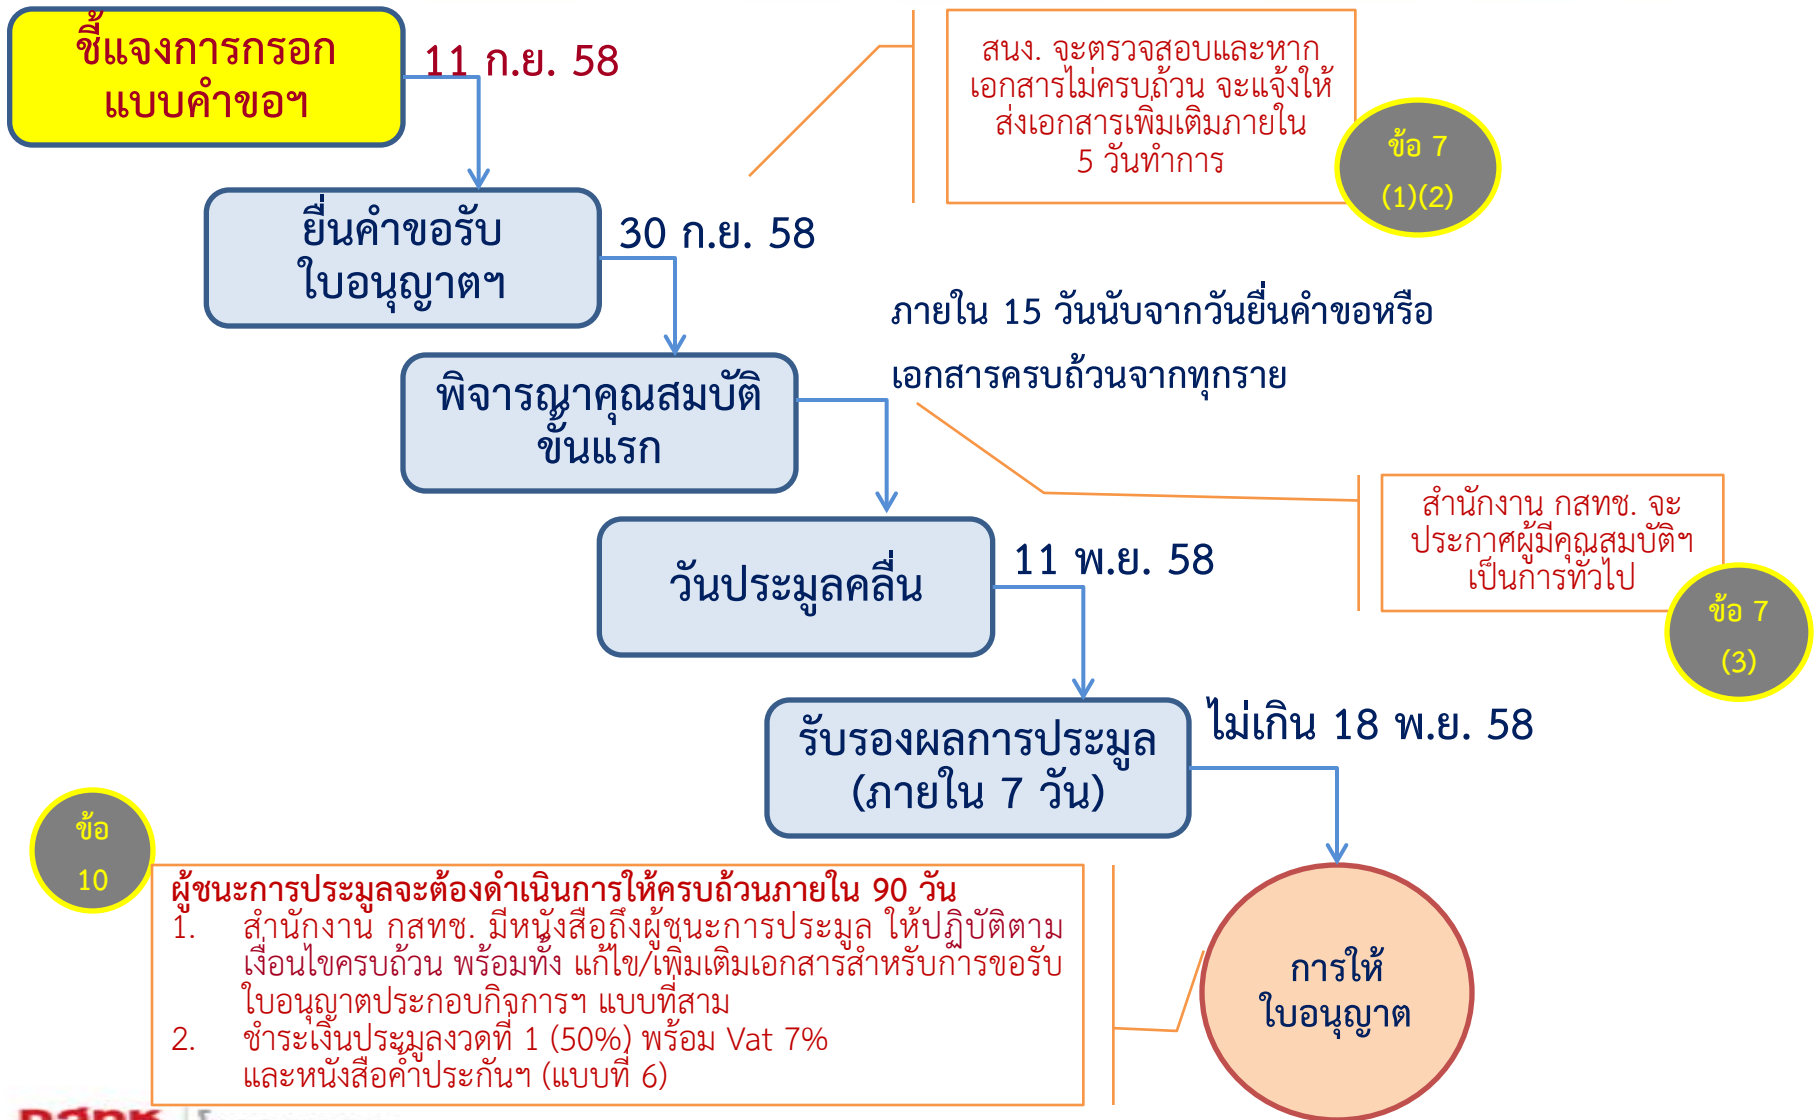 ชี้แจงการกรอก
แบบคำขอฯ
11 ก.ย. 58
สนง. จะตรวจสอบและหาก
เอกสารไม่ครบถ้วน จะแจ้งให้
ส่งเอกสารเพิ่มเติมภายใน
5 วันทำการ
ข้อ 7
(1)(2)
ยื่นคำขอรับ
ใบอนุญาตฯ
30 ก.ย. 58
ภายใน 15 วันนับจากวันยื่นคำขอหรือ
เอกสารครบถ้วนจากทุกราย
พิจารณาคุณสมบัติ
ขั้นแรก
สำนักงาน กสทช. จะ
ประกาศผู้มีคุณสมบัติฯ
เป็นการทั่วไป
ข้อ 7
(3)
วันประมูลคลื่น
11 พ.ย. 58
รับรองผลการประมูล
(ภายใน 7 วัน)
ไม่เกิน 18 พ.ย. 58
ข้อ
10
ผู้ชนะการประมูลจะต้องดำเนินการให้ครบถ้วนภายใน 90 วัน
1. สำนักงาน กสทช. มีหนังสือถึงผู้ชนะการประมูล ให้ปฏิบัติตาม
เงื่อนไขครบถ้วน พร้อมทั้ง แก้ไข/เพิ่มเติมเอกสารสำหรับการขอรับ
ใบอนุญาตประกอบกิจการฯ แบบที่สาม
2. ชำระเงินประมูลงวดที่ 1 (50%) พร้อม Vat 7%
และหนังสือค้ำประกันฯ (แบบที่ 6)
การให้
ใบอนุญาต
กสทช